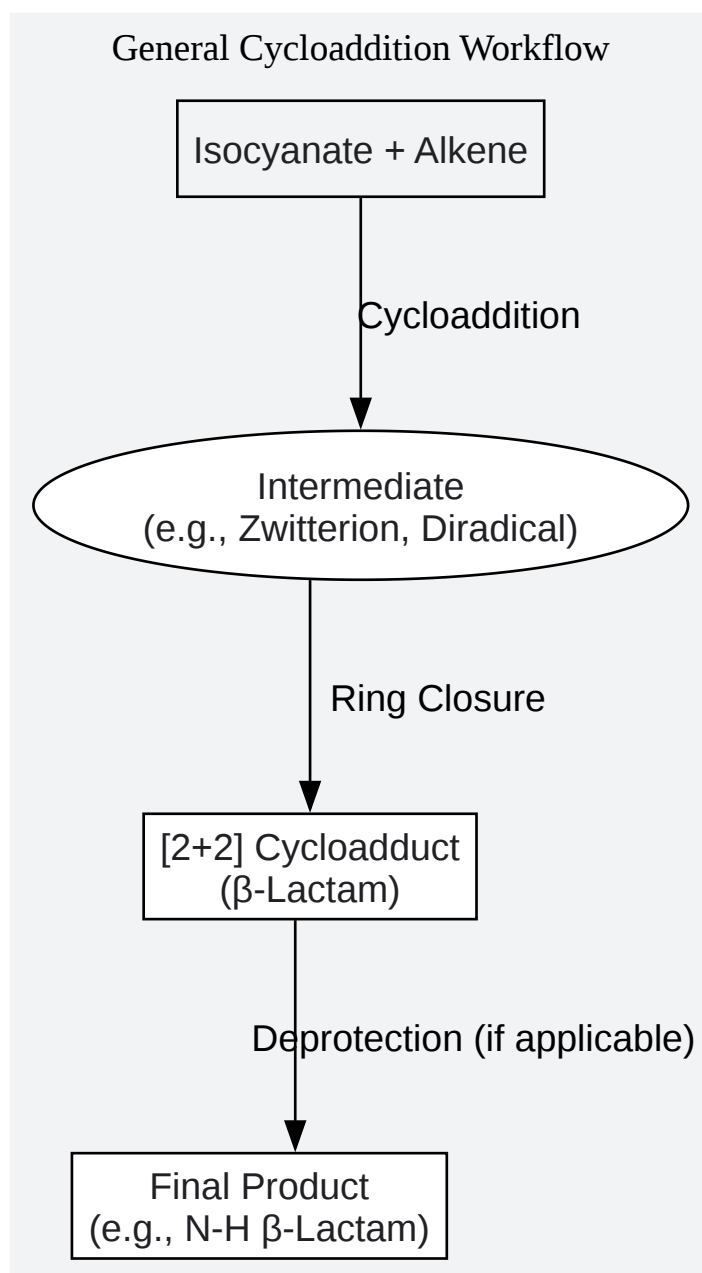 General Cycloaddition Workflow
Isocyanate + Alkene
Cycloaddition
Intermediate
(e.g., Zwitterion, Diradical)
Ring Closure
[2+2] Cycloadduct
(β-Lactam)
Deprotection (if applicable)
Final Product
(e.g., N-H β-Lactam)